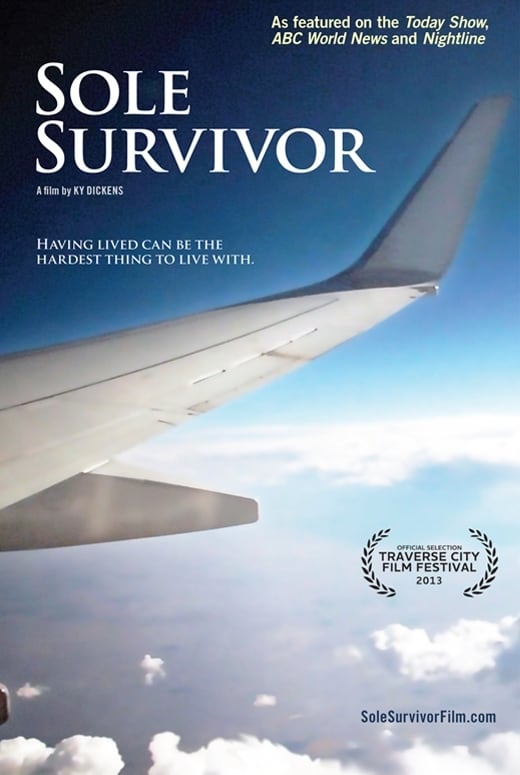 As featured on the Today Show,
ABC World News and Nightline
SOLE
SURVIVOR
A film by KY DICKENS
HAVING LIVED CAN BE THE
HARDEST THING TO LIVE WITH.
OFFICIAL SELECTION
TRAVERSE CITY
FILM FESTIVAL
2013
SoleSurvivorFilm.com